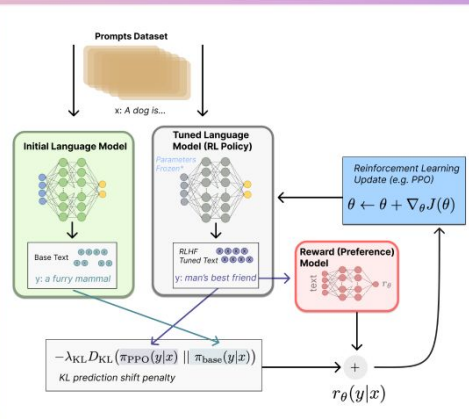 Prompts Dataset
x: A dog is...
Initial Language Model
Base Text
y: a furry mammal
Tuned Language
Model (RL Policy)
Parameters
Frozen*
RLHF
Tuned Text
y: man's best friend
Reinforcement Learning
Update (e.g. PPO)
θ ← θ + ∇θJ(θ)
Reward (Preference)
Model
text
rθ
−λKL DKL(πPPO(y|x) || πbase(y|x))
KL prediction shift penalty
+
rθ(y|x)